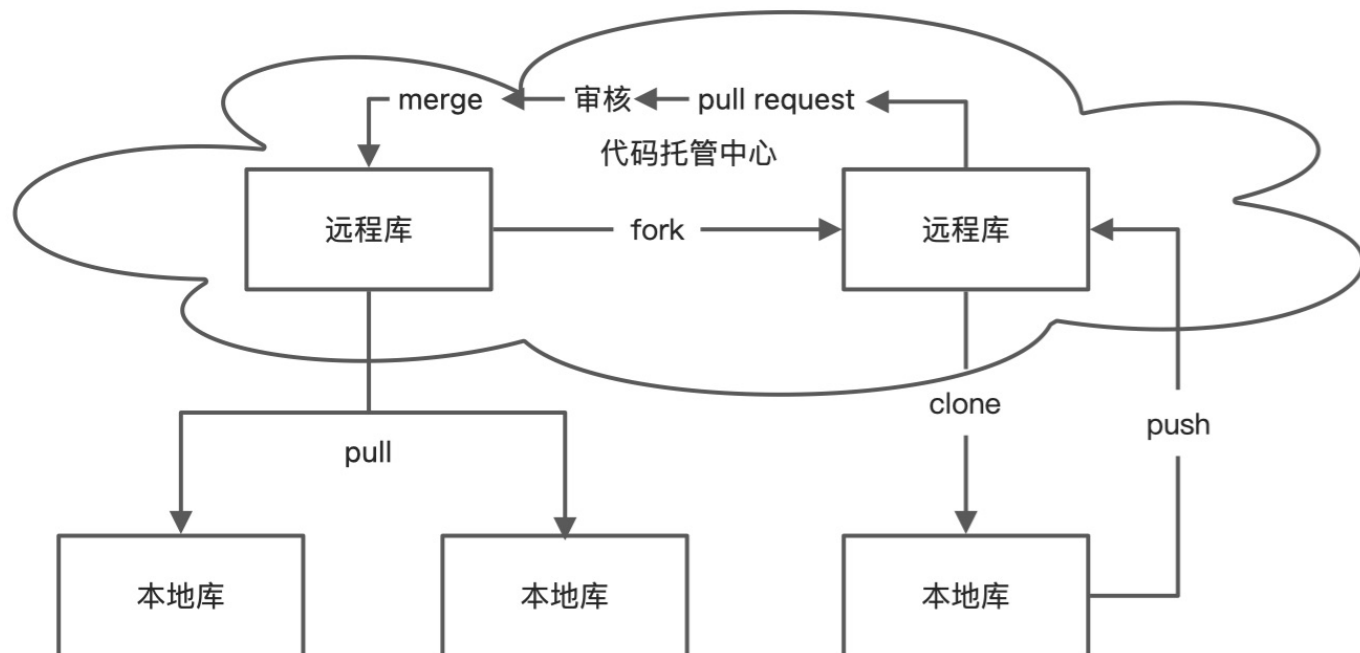 merge
审核
pull request
代码托管中心
远程库
fork
远程库
clone
push
pull
本地库
本地库
本地库